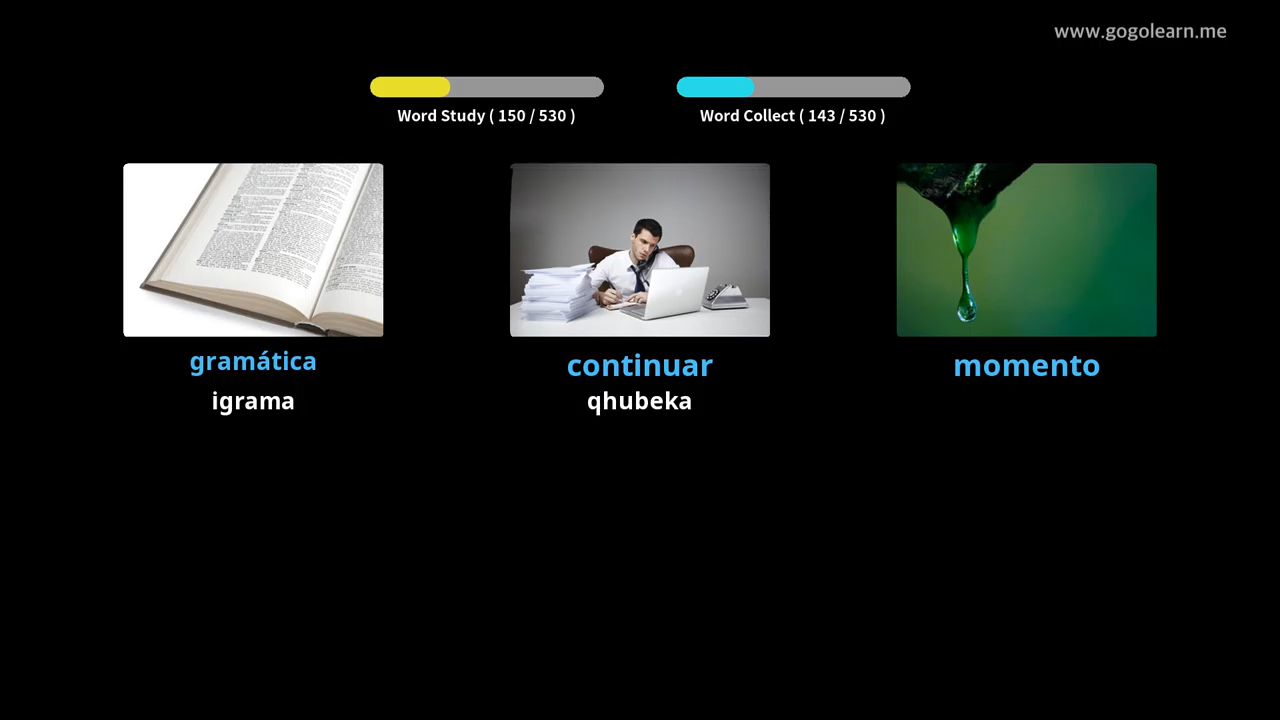 www.gogolearn.me
Word Study ( 150 / 530 )
Word Collect ( 143 / 530 )
gramática
igrama
continuar
qhubeka
momento